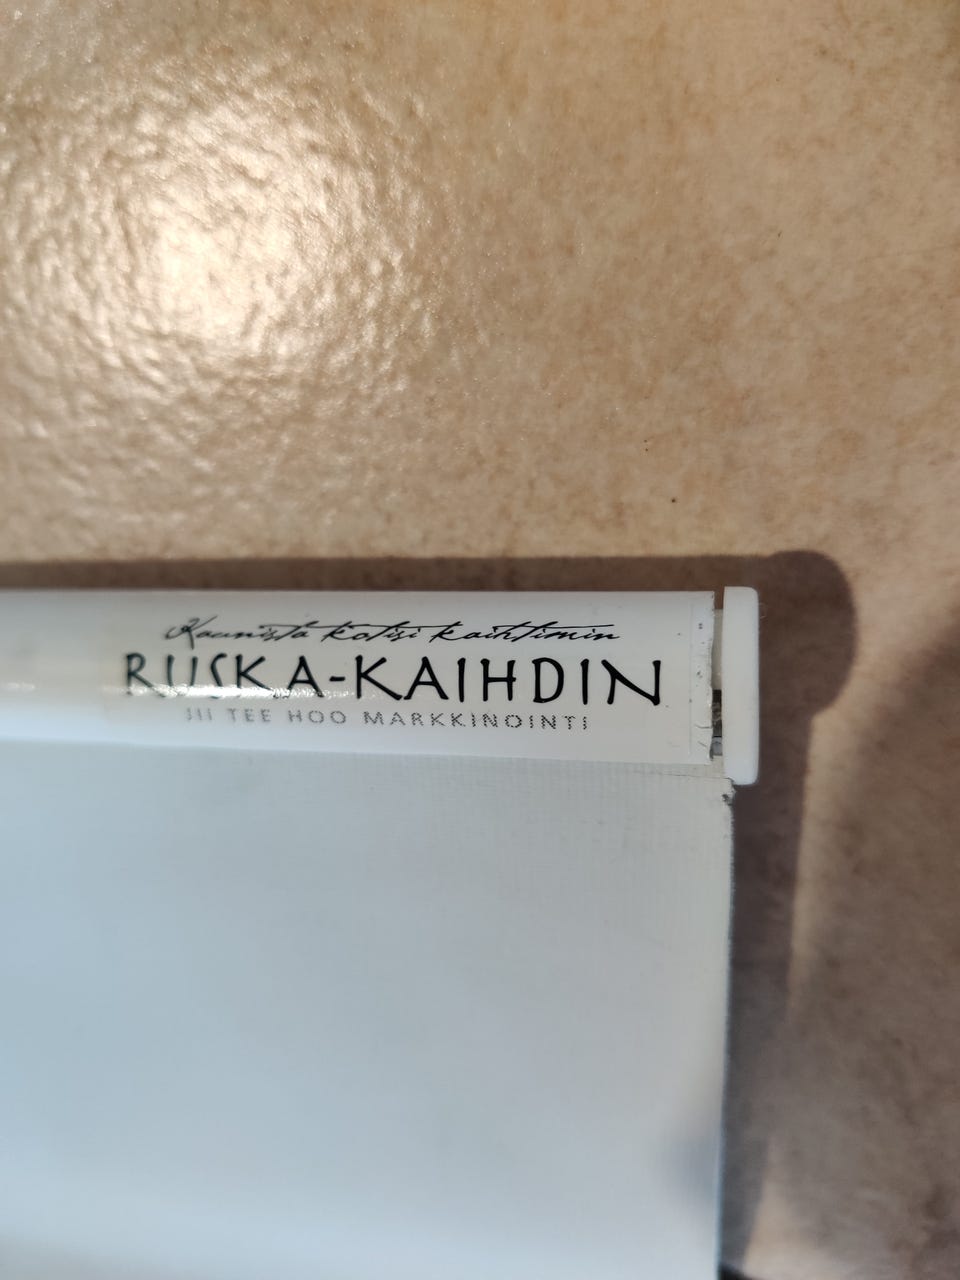 Kaunista kotisi kaihtimin
RUSKA-KAIHDIN
JII TEE HOO MARKKINOINTI